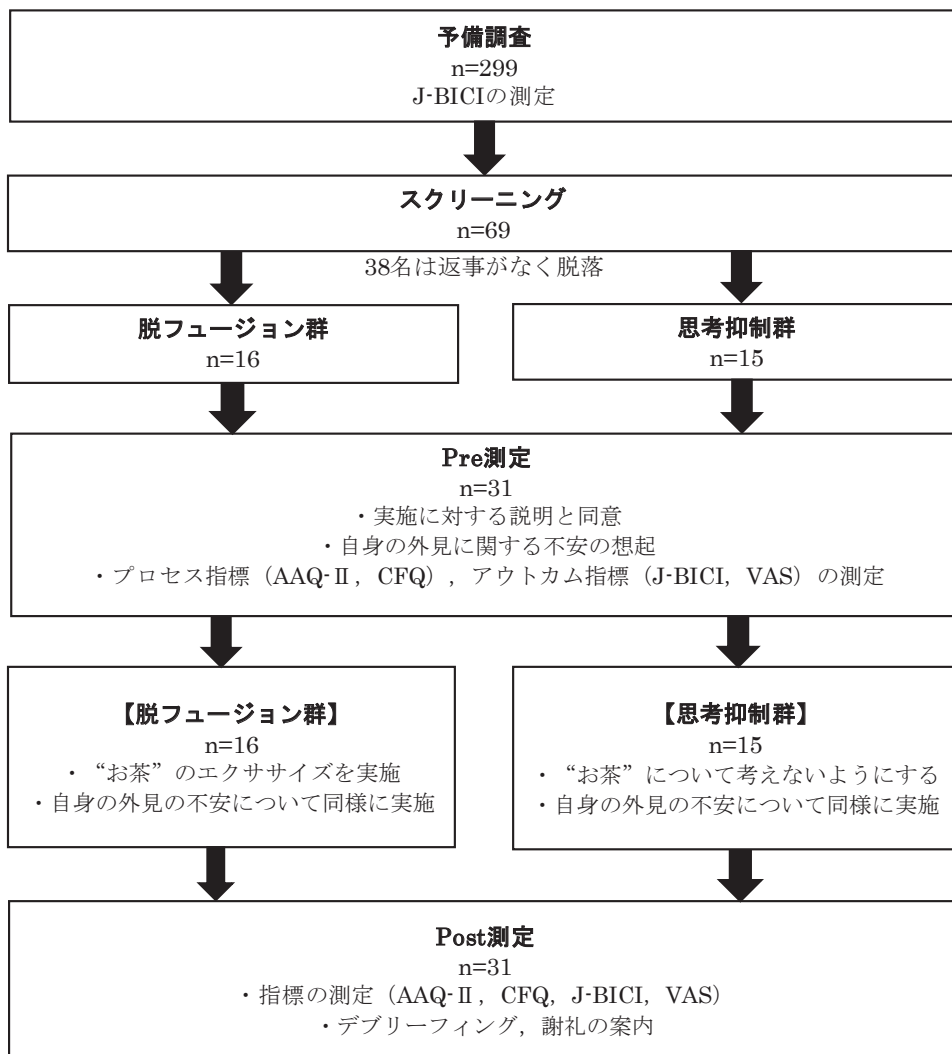 予備調査
n=299
J-BICIの測定
スクリーニング
n=69
38名は返事がなく脱落
脱フュージョン群
n=16
思考抑制群
n=15
Pre測定
n=31
・実施に対する説明と同意
・自身の外見に関する不安の想起
・プロセス指標（AAQ-Ⅱ，CFQ），アウトカム指標（J-BICI，VAS）の測定
【脱フュージョン群】
n=16
・“お茶”のエクササイズを実施
・自身の外見の不安について同様に実施
【思考抑制群】
n=15
・“お茶”について考えないようにする
・自身の外見の不安について同様に実施
Post測定
n=31
・指標の測定（AAQ-Ⅱ，CFQ，J-BICI，VAS）
・デブリーフィング，謝礼の案内